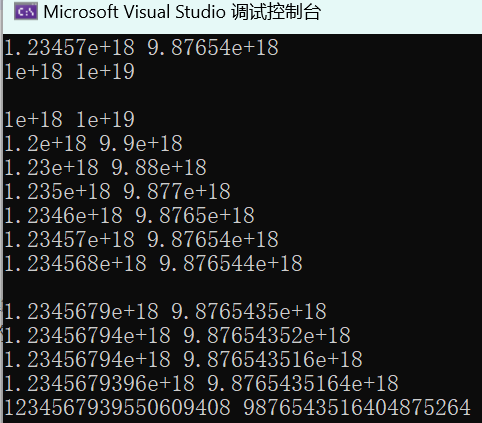 Microsoft Visual Studio 调试控制台
1.23457e+18 9.87654e+18
1e+18 1e+19
1e+18 1e+19
1.2e+18 9.9e+18
1.23e+18 9.88e+18
1.235e+18 9.877e+18
1.2346e+18 9.8765e+18
1.23457e+18 9.87654e+18
1.234568e+18 9.876544e+18
1.2345679e+18 9.8765435e+18
1.23456794e+18 9.87654352e+18
1.23456794e+18 9.876543516e+18
1.2345679396e+18 9.8765435164e+18
1234567939550609408 9876543516404875264